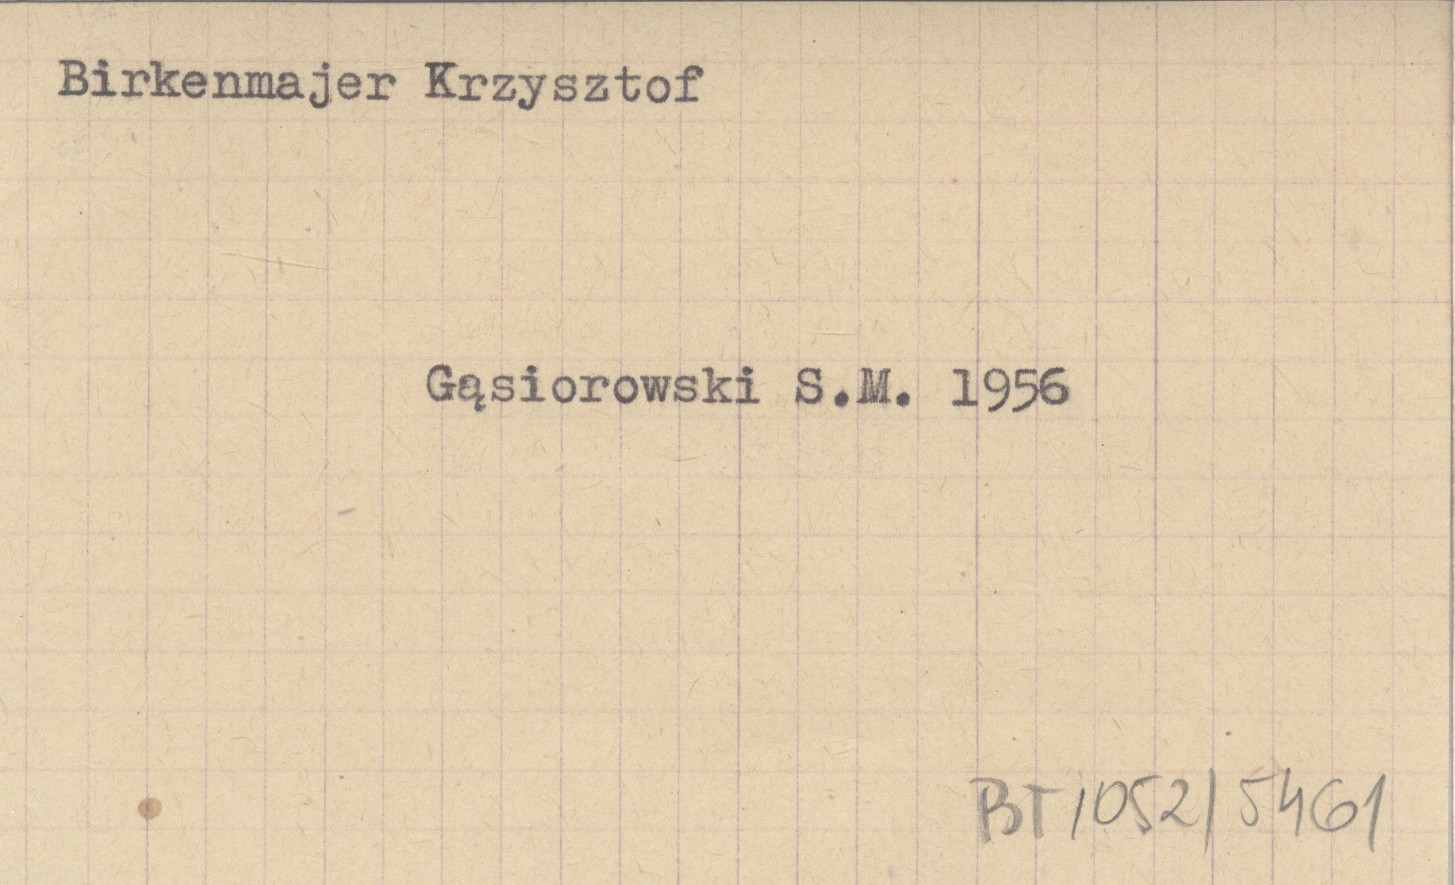 Birkenmajer Krzysztof
Gąsiorowski S.M. 1956
BT 1052/5461